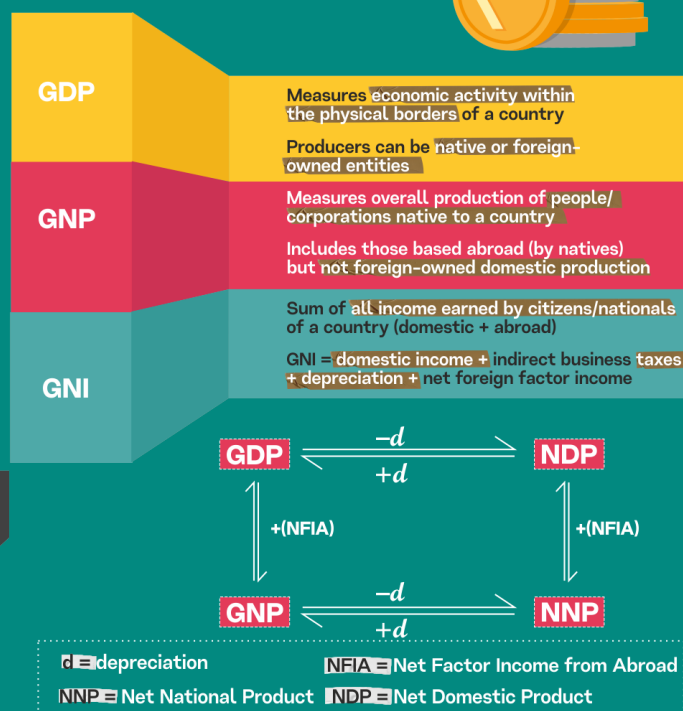 GDP
Measures economic activity within
the physical borders of a country
Producers can be native or foreign-
owned entities
GNP
Measures overall production of people/
corporations native to a country
Includes those based abroad (by natives)
but not foreign-owned domestic production
GNI
Sum of all income earned by citizens/nationals
of a country (domestic + abroad)
GNI = domestic income + indirect business taxes
+ depreciation + net foreign factor income
GDP
−d
+d
NDP
+(NFIA)
+(NFIA)
GNP
−d
+d
NNP
d = depreciation
NFIA = Net Factor Income from Abroad
NNP = Net National Product
NDP = Net Domestic Product